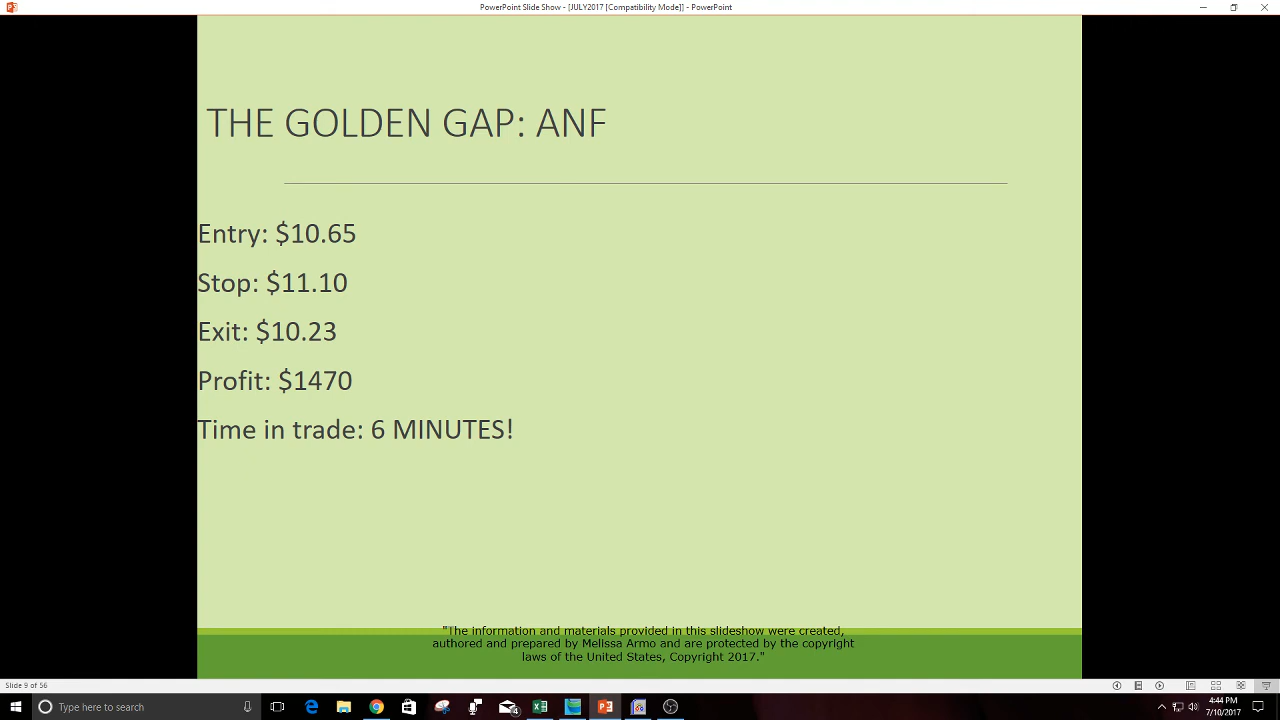 PowerPoint Slide Show - [JULY2017 [Compatibility Mode]] - PowerPoint
THE GOLDEN GAP: ANF
Entry: $10.65
Stop: $11.10
Exit: $10.23
Profit: $1470
Time in trade: 6 MINUTES!
"The information and materials provided in this slideshow were created,
authored and prepared by Melissa Armo and are protected by the copyright
laws of the United States, Copyright 2017."
Slide 9 of 56
Type here to search
4:44 PM
7/10/2017